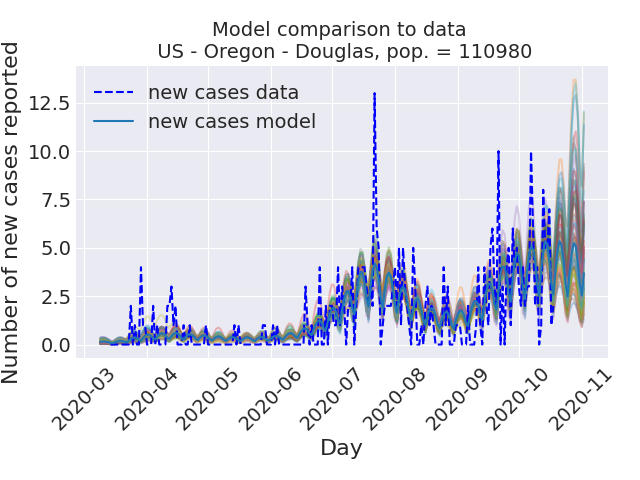 Model comparison to data
US - Oregon - Douglas, pop. = 110980
new cases data
new cases model
Number of new cases reported
12.5
10.0
7.5
5.0
2.5
0.0
2020-03
2020-04
2020-05
2020-06
2020-07
2020-08
2020-09
2020-10
2020-11
Day